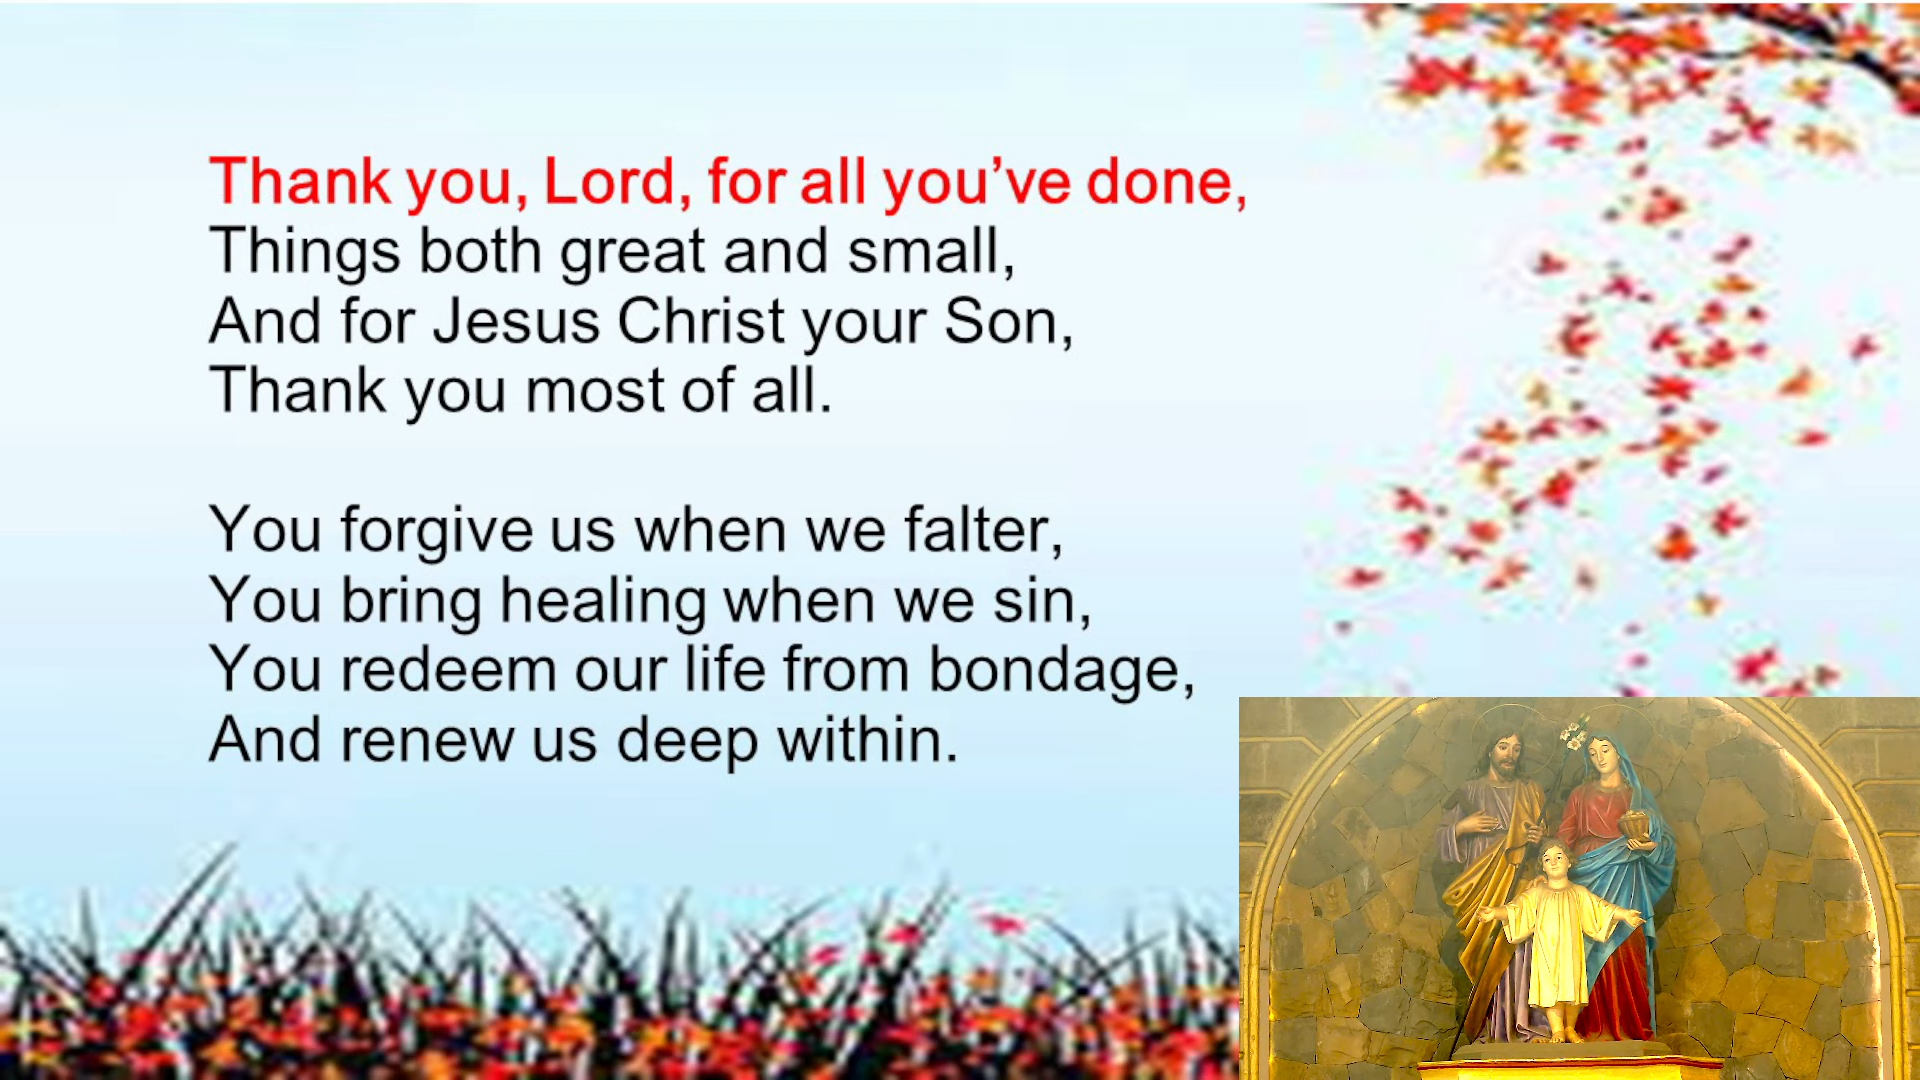 Thank you, Lord, for all you’ve done,
Things both great and small,
And for Jesus Christ your Son,
Thank you most of all.
You forgive us when we falter,
You bring healing when we sin,
You redeem our life from bondage,
And renew us deep within.